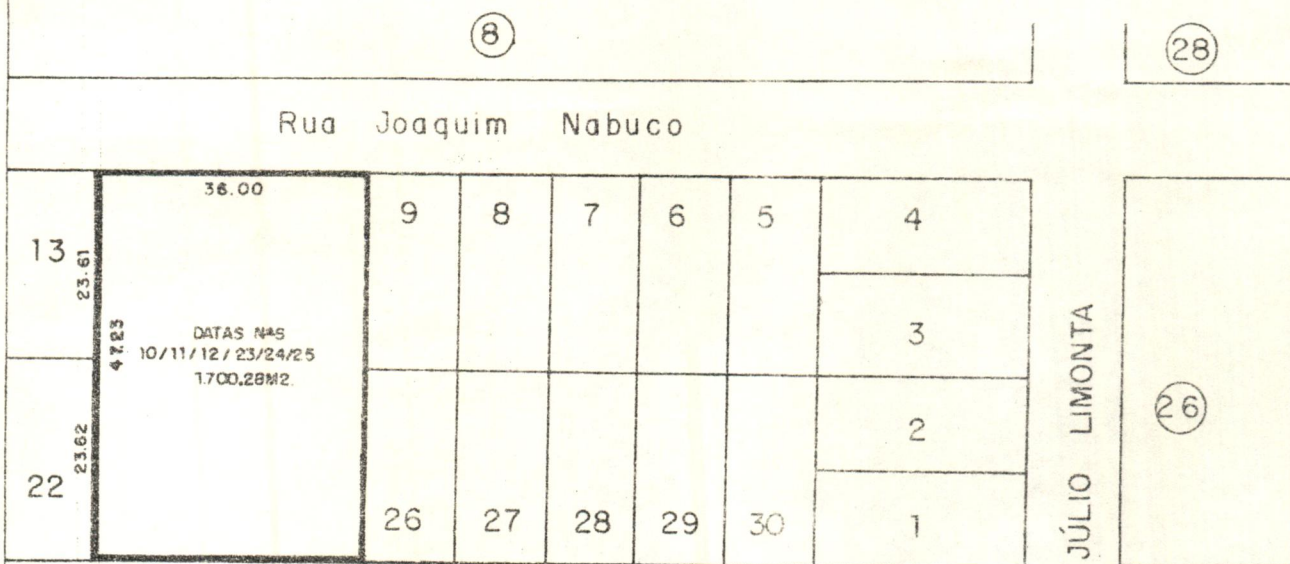 8
28
Rua Joaquim Nabuco
36.00
9 8 7 6 5 4
13
23.61
3
47.23
DATAS NºS
10/11/12/23/24/25
1.700,28M2.
JÚLIO LIMONTA
26
2
23.62
22
26 27 28 29 30 1